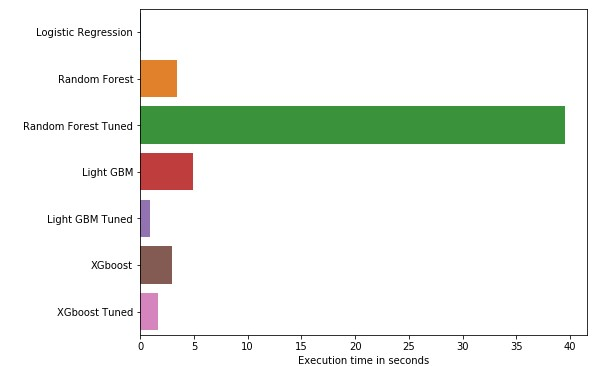 Logistic Regression
Random Forest
Random Forest Tuned
Light GBM
Light GBM Tuned
XGboost
XGboost Tuned
0 5 10 15 20 25 30 35 40
Execution time in seconds